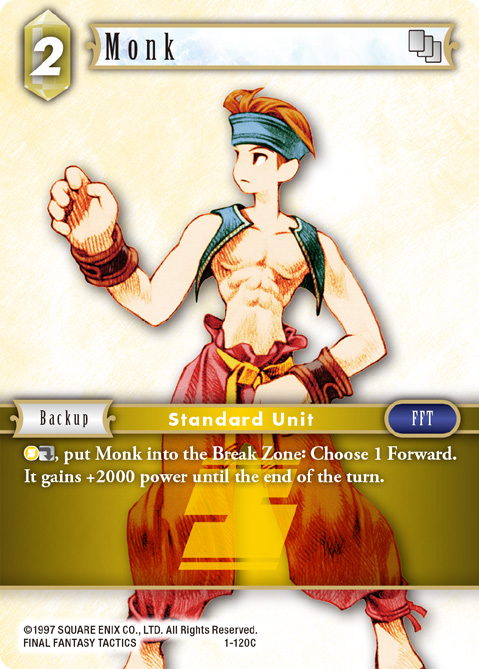 2
Monk
Backup
Standard Unit
FFT
, put Monk into the Break Zone: Choose 1 Forward.
It gains +2000 power until the end of the turn.
©1997 SQUARE ENIX CO., LTD. All Rights Reserved.
FINAL FANTASY TACTICS 1-120C